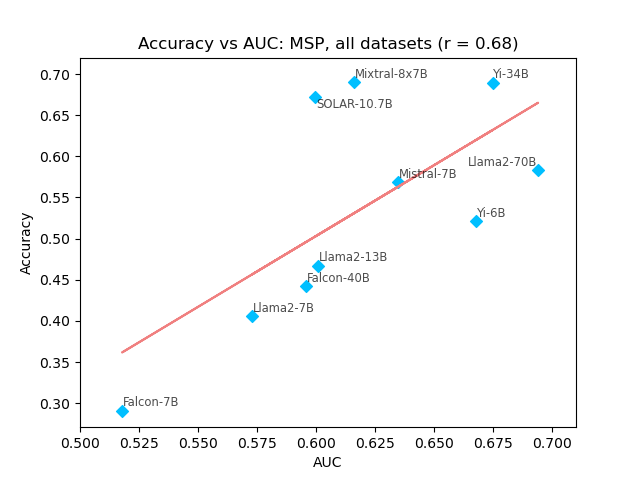 Accuracy vs AUC: MSP, all datasets (r = 0.68)
Accuracy
0.70
0.65
0.60
0.55
0.50
0.45
0.40
0.35
0.30
Mixtral-8x7B
Yi-34B
SOLAR-10.7B
Llama2-70B
Mistral-7B
Yi-6B
Llama2-13B
Falcon-40B
Llama2-7B
Falcon-7B
0.500 0.525 0.550 0.575 0.600 0.625 0.650 0.675 0.700
AUC